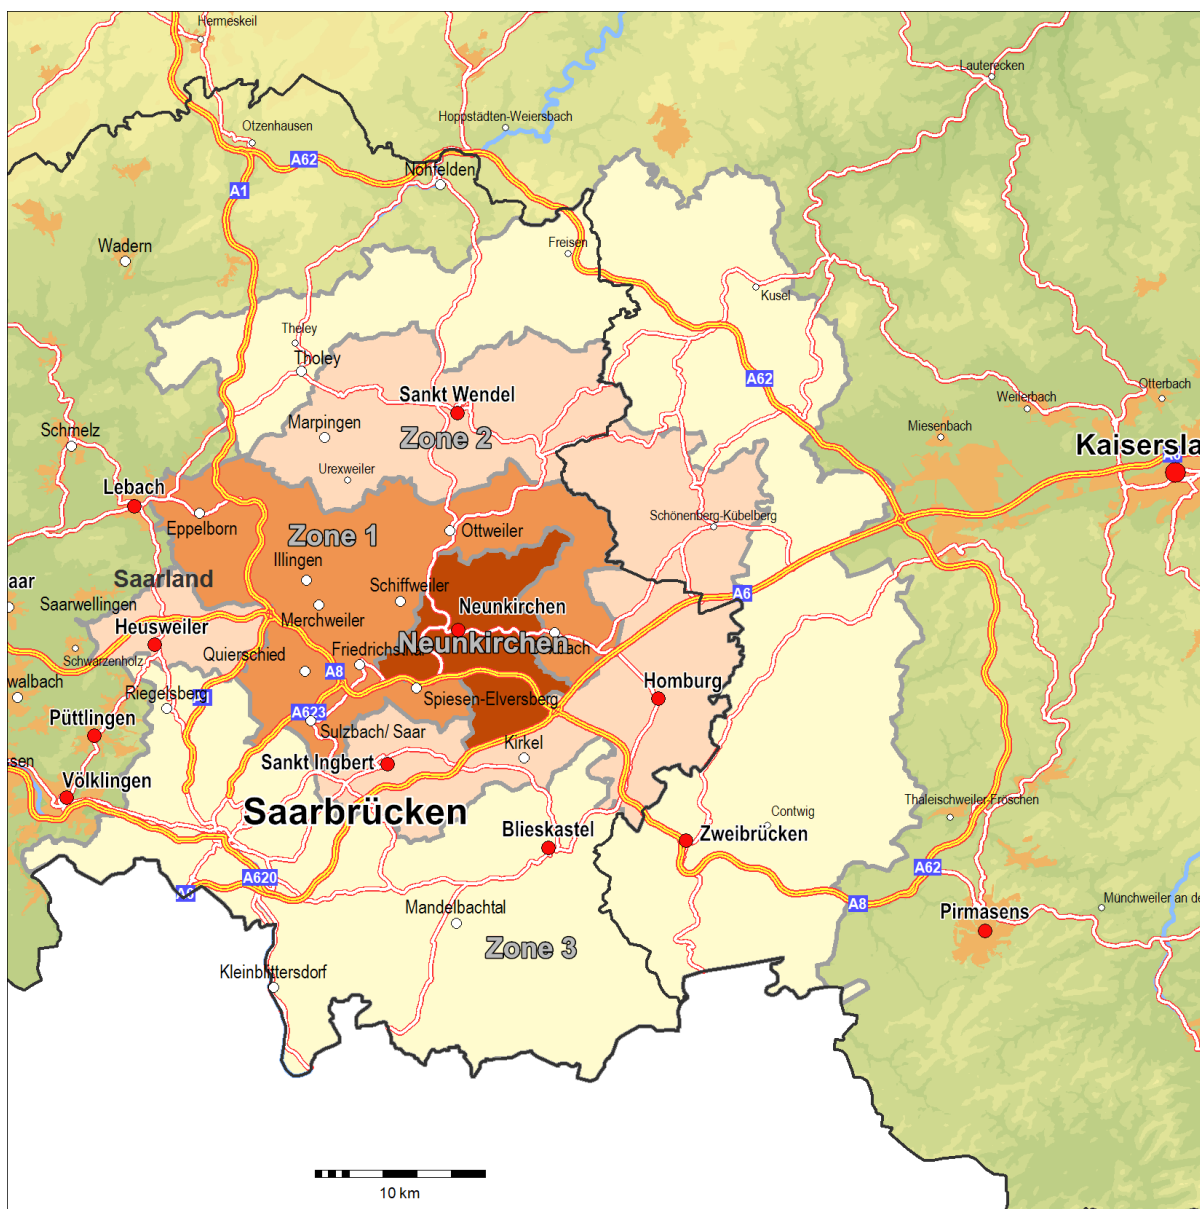 Hermeskeil
Lauterecken
Hoppstädten-Weiersbach
Otzenhausen
A62
Nohfelden
A1
Wadern
Freisen
Kusel
Theley
Tholey
A62
Otterbach
Sankt Wendel
Weilerbach
Marpingen
Zone 2
Miesenbach
Schmelz
Urexweiler
Lebach
Eppelborn
Schönenberg-Kübelberg
Zone 1
Ottweiler
Illingen
Saarland
Schiffweiler
aar
A6
Saarwellingen
Merchweiler
Neunkirchen
Heusweiler
Neunkirchen
Quierschied
Schwarzenholz
A8
walbach
Riegelsberg
Spiesen-Elversberg
Homburg
A623
Püttlingen
Sulzbach/ Saar
Kirkel
ssen
Sankt Ingbert
Völklingen
Saarbrücken
Thaleischweiler-Fröschen
Contwig
Blieskastel
Zweibrücken
A62
A620
A8
Mandelbachtal
Pirmasens
Münchweiler an de
Zone 3
Kleinblittersdorf
10 km